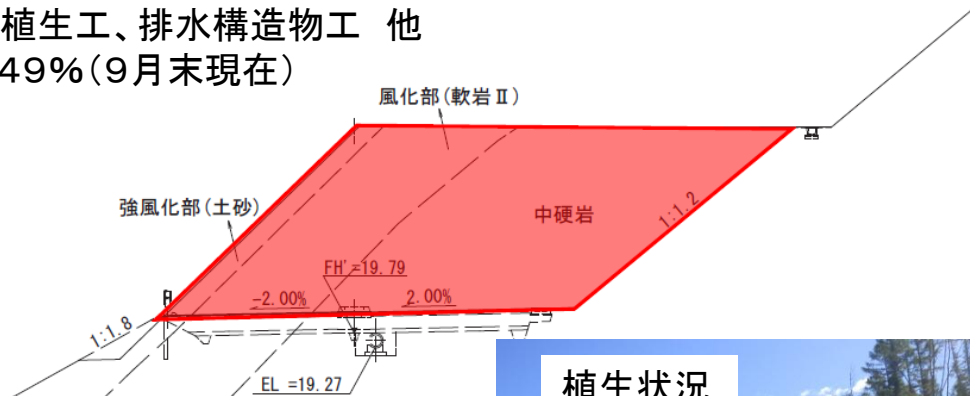 植生工、排水構造物工 他
49%(9月末現在)
風化部(軟岩Ⅱ)
強風化部(土砂)
中硬岩
1:1.2
FH'=19.79
-2.00%
2.00%
1:1.8
EL =19.27
植生状況